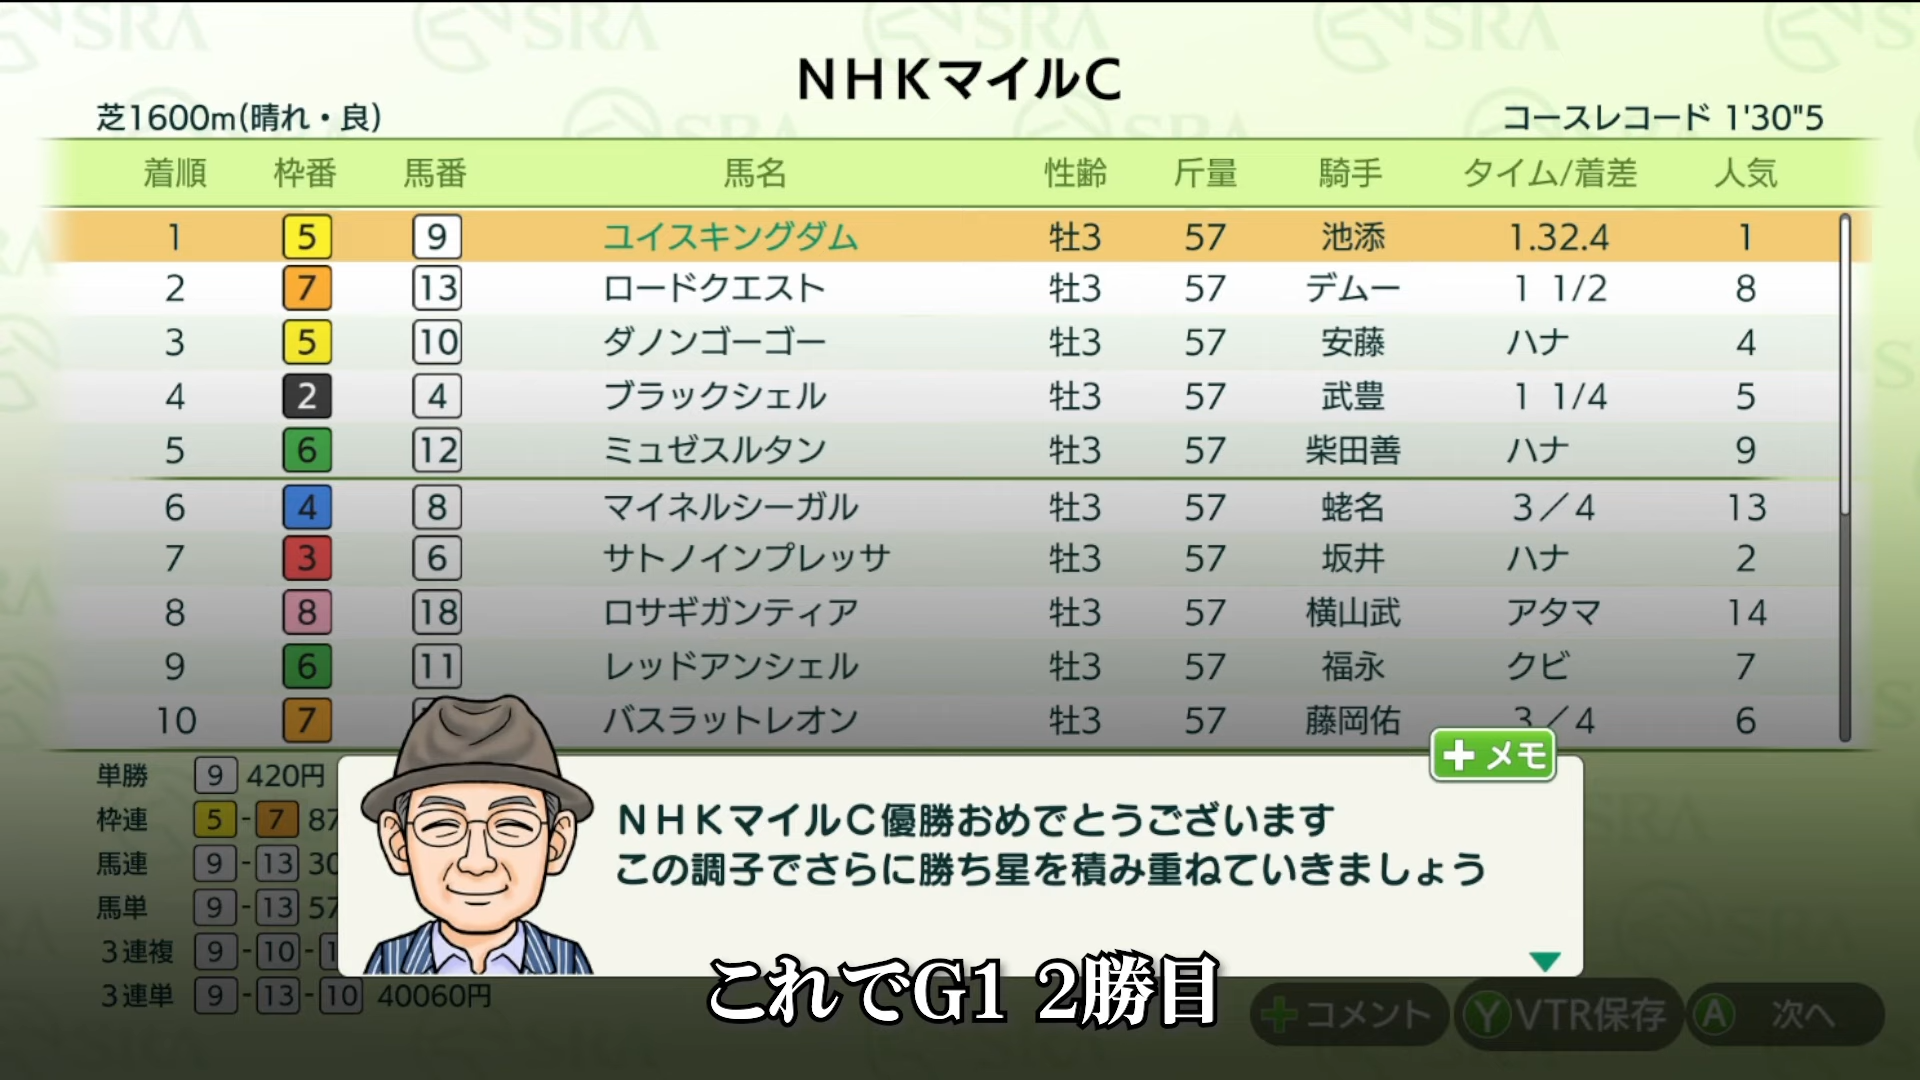 NHKマイルC
芝1600m(晴れ・良)
コースレコード 1'30"5
着順 枠番 馬番 馬名 性齢 斤量 騎手 タイム/着差 人気
1 5 9 ユイスキングダム 牡3 57 池添 1.32.4 1
2 7 13 ロードクエスト 牡3 57 デムー 1 1/2 8
3 5 10 ダノンゴーゴー 牡3 57 安藤 ハナ 4
4 2 4 ブラックシェル 牡3 57 武豊 1 1/4 5
5 6 12 ミュゼスルタン 牡3 57 柴田善 ハナ 9
6 4 8 マイネルシーガル 牡3 57 蛯名 3/4 13
7 3 6 サトノインプレッサ 牡3 57 坂井 ハナ 2
8 8 18 ロサギガンティア 牡3 57 横山武 アタマ 14
9 6 11 レッドアンシェル 牡3 57 福永 クビ 7
10 7 バスラットレオン 牡3 57 藤岡佑 3/4 6
単勝 9 420円
枠連 5-7 87
馬連 9-13 30
馬単 9-13 57
3連複 9-10-1
3連単 9-13-10 40060円
+メモ
NHKマイルC優勝おめでとうございます
この調子でさらに勝ち星を積み重ねていきましょう
これでG1 2勝目
+コメント Y VTR保存 A 次へ
SRA